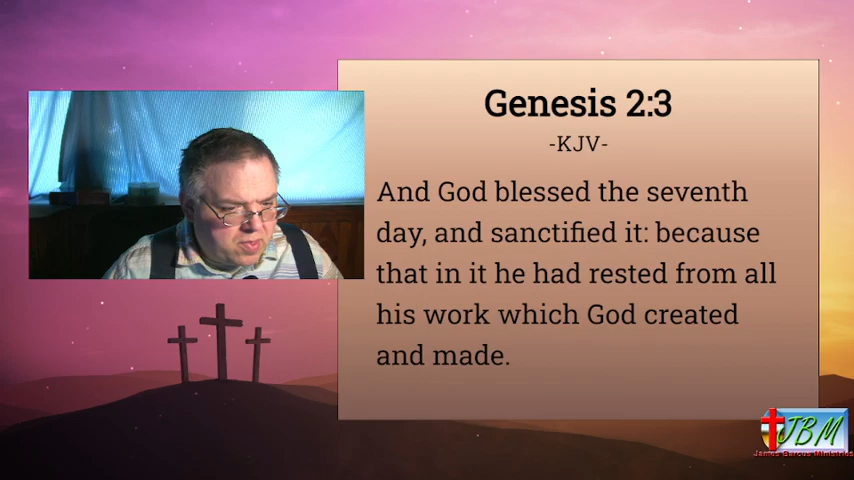 Genesis 2:3
-KJV-
And God blessed the seventh
day, and sanctified it: because
that in it he had rested from all
his work which God created
and made.
JBM